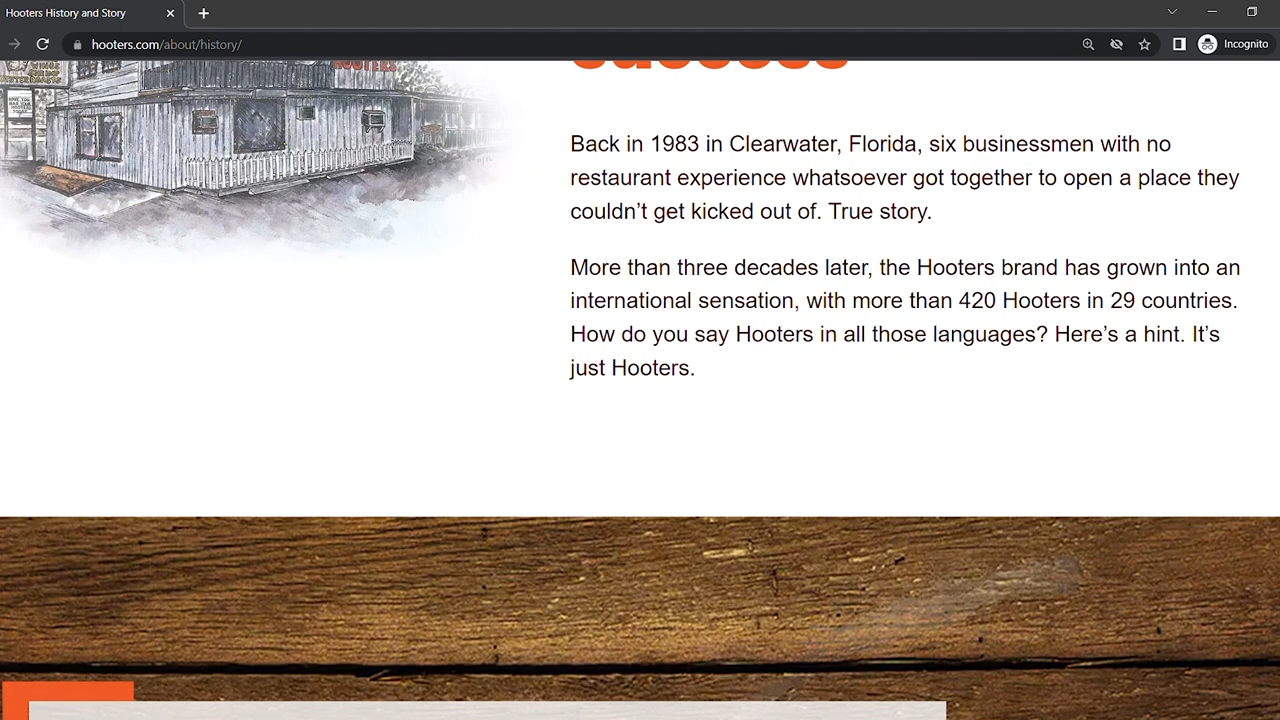 Hooters History and Story
hooters.com/about/history/
Incognito
WINGS
HOOTERS
Back in 1983 in Clearwater, Florida, six businessmen with no
restaurant experience whatsoever got together to open a place they
couldn’t get kicked out of. True story.
More than three decades later, the Hooters brand has grown into an
international sensation, with more than 420 Hooters in 29 countries.
How do you say Hooters in all those languages? Here’s a hint. It’s
just Hooters.